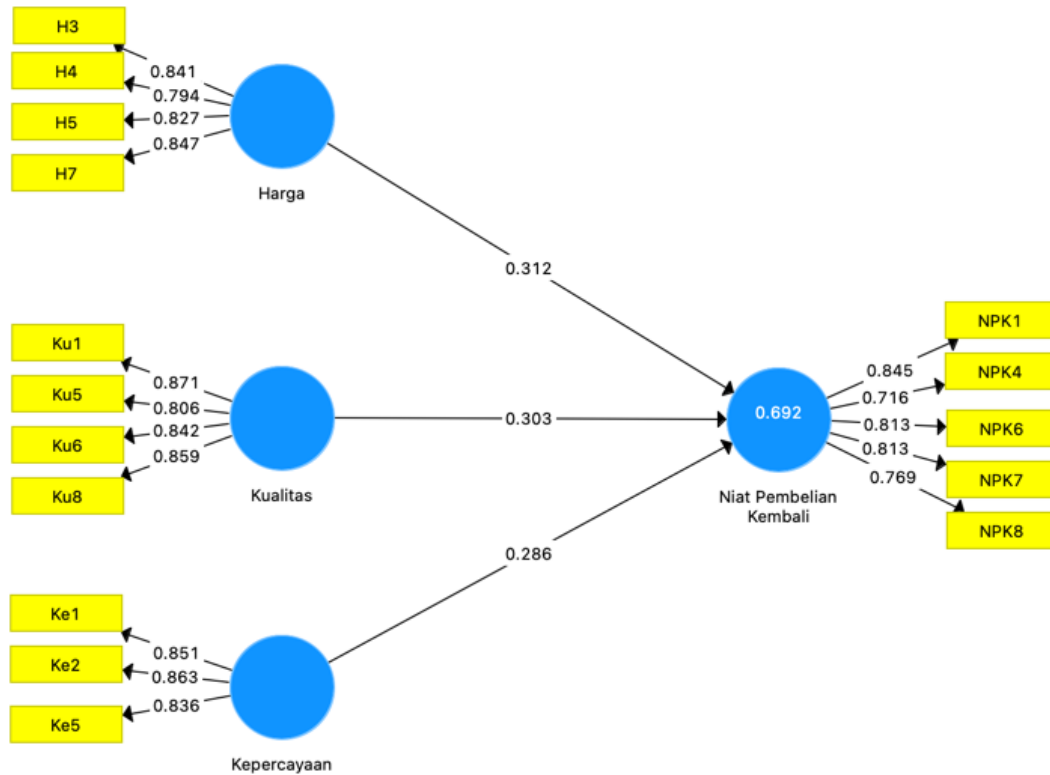 H3
H4
H5
H7
0.841
0.794
0.827
0.847
Harga
0.312
Ku1
Ku5
Ku6
Ku8
0.871
0.806
0.842
0.859
Kualitas
0.303
Ke1
Ke2
Ke5
0.851
0.863
0.836
Kepercayaan
0.286
0.692
Niat Pembelian
Kembali
0.845
0.716
0.813
0.813
0.769
NPK1
NPK4
NPK6
NPK7
NPK8